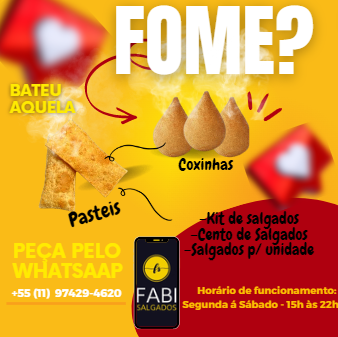 BATEU
AQUELA
FOME?
Coxinhas
Pasteis
-Kit de salgados
-Cento de Salgados
-Salgados p/ unidade
PEÇA PELO
WHATSAAP
+55 (11) 97429-4620
FABI
SALGADOS
Horário de funcionamento:
Segunda á Sábado - 15h às 22h